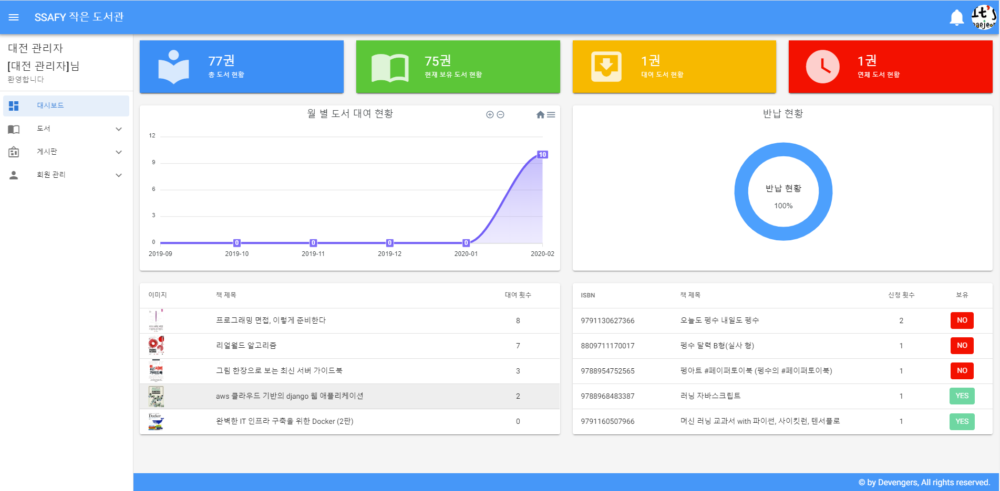 SSAFY 작은 도서관
It's
대전 관리자
[대전 관리자]님
환영합니다
대시보드
도서
게시판
회원 관리
77권
총 도서 현황
75권
현재 보유 도서 현황
1권
대여 도서 현황
1권
연체 도서 현황
월 별 도서 대여 현황
12
9
6
3
0
10
0
0
0
0
2019-09 2019-10 2019-11 2019-12 2020-01 2020-02
반납 현황
반납 현황
100%
이미지 책 제목 대여 횟수
프로그래밍 면접, 이렇게 준비한다 8
리얼월드 알고리즘 7
서버
가이드북
그림 한장으로 보는 최신 서버 가이드북 3
aws 클라우드 기반의 django 웹 애플리케이션 2
Docker
완벽한 IT 인프라 구축을 위한 Docker (2판) 0
ISBN 책 제목 신청 횟수 보유
9791130627366 오늘도 펭수 내일도 펭수 2 NO
8809711170017 펭수 달력 B형(실사 형) 1 NO
9788954752565 펭아트 #페이퍼토이북 (펭수의 #페이퍼토이북) 1 NO
9788968483387 러닝 자바스크립트 1 YES
9791160507966 머신 러닝 교과서 with 파이썬, 사이킷런, 텐서플로 1 YES
© by Devengers, All rights reserved.